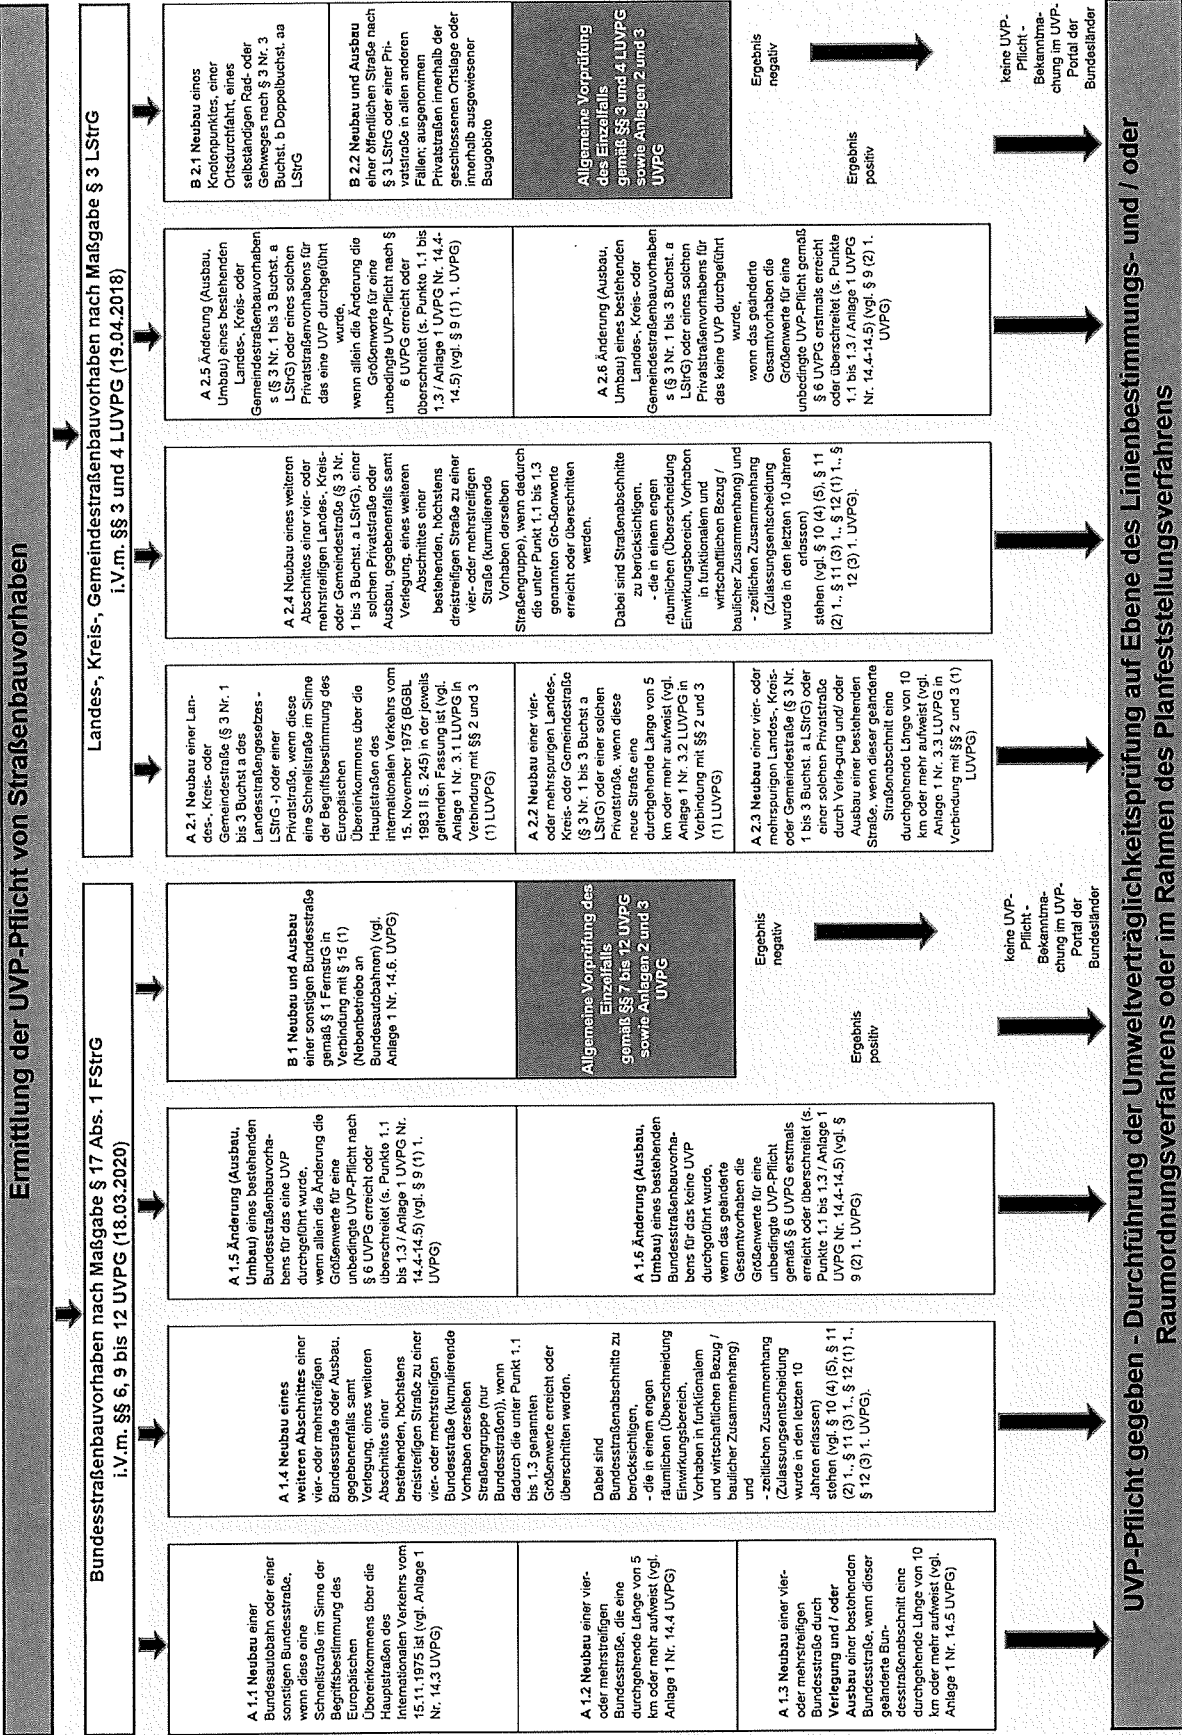 Ermittlung der UVP-Pflicht von Straßenbauvorhaben
Bundesstraßenbauvorhaben nach Maßgabe § 17 Abs. 1 FStrG
i.V.m. §§ 6, 9 bis 12 UVPG (18.03.2020)
A 1.1 Neubau einer
Bundesautobahn oder einer
sonstigen Bundesstraße,
wenn diese eine
Schnellstraße im Sinne der
Begriffsbestimmung des
Europäischen
Übereinkommens über die
Hauptstraßen des
Internationalen Verkehrs vom
15.11.1975 ist (vgl. Anlage 1
Nr. 14.3 UVPG)
A 1.2 Neubau einer vier-
oder mehrstreifigen
Bundesstraße, die eine
durchgehende Länge von 5
km oder mehr aufweist (vgl.
Anlage 1 Nr. 14.4 UVPG)
A 1.3 Neubau einer vier-
oder mehrstreifigen
Bundesstraße durch
Verlegung und / oder
Ausbau einer bestehenden
Bundesstraße, wenn dieser
geänderte Bun-
desstraßenabschnitt eine
durchgehende Länge von 10
km oder mehr aufweist (vgl.
Anlage 1 Nr. 14.5 UVPG)
A 1.4 Neubau eines
weiteren Abschnittes einer
vier- oder mehrstreifigen
Bundesstraße oder Ausbau,
gegebenenfalls samt
Verlegung, eines weiteren
Abschnittes einer
bestehenden, höchstens
dreistreifigen Straße zu einer
vier- oder mehrstreifigen
Bundesstraße (kumulierende
Vorhaben derselben
Straßengruppe (nur
Bundesstraßen)), wenn
dadurch die unter Punkt 1.1
bis 1.3 genannten
Größenwerte erreicht oder
überschritten werden.
Dabei sind
Bundesstraßenabschnitte zu
berücksichtigen,
- die in einem engen
räumlichen (Überschneidung
Einwirkungsbereich,
Vorhaben in funktionalem
und wirtschaftlichen Bezug /
baulicher Zusammenhang)
und
- zeitlichen Zusammenhang
(Zulassungsentscheidung
wurde in den letzten 10
Jahren erlassen)
stehen (vgl. § 10 (4) (5), § 11
(2) 1., § 11 (3) 1., § 12 (1) 1.,
§ 12 (3) 1. UVPG).
A 1.5 Änderung (Ausbau,
Umbau) eines bestehenden
Bundesstraßenbauvorha-
bens für das eine UVP
durchgeführt wurde,
wenn allein die Änderung die
Größenwerte für eine
unbedingte UVP-Pflicht nach
§ 6 UVPG erreicht oder
überschreitet (s. Punkte 1.1
bis 1.3 / Anlage 1 UVPG Nr.
14.4-14.5) (vgl. § 9 (1) 1.
UVPG)
A 1.6 Änderung (Ausbau,
Umbau) eines bestehenden
Bundesstraßenbauvorha-
bens für das keine UVP
durchgeführt wurde,
wenn das geänderte
Gesamtvorhaben die
Größenwerte für eine
unbedingte UVP-Pflicht
gemäß § 6 UVPG erstmals
erreicht oder überschreitet (s.
Punkte 1.1 bis 1.3 / Anlage 1
UVPG Nr. 14,4-14.5) (vgl. §
9 (2) 1. UVPG)
B 1 Neubau und Ausbau
einer sonstigen Bundesstraße
gemäß § 1 FernstrG in
Verbindung mit § 15 (1)
(Nebenbetriebe an
Bundesautobahnen) (vgl.
Anlage 1 Nr. 14.6. UVPG)
Allgemeine Vorprüfung des
Einzelfalls
gemäß §§ 7 bis 12 UVPG
sowie Anlagen 2 und 3
UVPG
Ergebnis
positiv
Ergebnis
negativ
keine UVP-
Pflicht -
Bekanntma-
chung im UVP-
Portal der
Bundesländer
Landes-, Kreis-, Gemeindestraßenbauvorhaben nach Maßgabe § 3 LStrG
i.V.m. §§ 3 und 4 LUVPG (19.04.2018)
A 2.1 Neubau einer Lan-
des-, Kreis- oder
Gemeindestraße (§ 3 Nr. 1
bis 3 Buchst a des
Landesstraßengesetzes -
LStrG -) oder einer
Privatstraße, wenn diese
eine Schnellstraße im Sinne
der Begriffsbestimmung des
Europäischen
Übereinkommens über die
Hauptstraßen des
internationalen Verkehrs vom
15. November 1975 (BGBL
1983 II S. 245) in der jeweils
geltenden Fassung ist (vgl.
Anlage 1 Nr. 3.1 LUVPG in
Verbindung mit §§ 2 und 3
(1) LUVPG)
A 2.2 Neubau einer vier-
oder mehrspurigen Landes-,
Kreis- oder Gemeindestraße
(§ 3 Nr. 1 bis 3 Buchst a
LStrG) oder einer solchen
Privatstraße, wenn diese
neue Straße eine
durchgehende Länge von 5
km oder mehr aufweist (vgl.
Anlage 1 Nr. 3.2 LUVPG in
Verbindung mit §§ 2 und 3
(1) LUVPG)
A 2.3 Neubau einer vier- oder
mehrspurigen Landes-, Kreis-
oder Gemeindestraße (§ 3 Nr.
1 bis 3 Buchst. a LStrG) oder
einer solchen Privatstraße
durch Verle-gung und/ oder
Ausbau einer bestehenden
Straße, wenn dieser geänderte
Straßenabschnitt eine
durchgehende Länge von 10
km oder mehr aufweist (vgl.
Anlage 1 Nr. 3.3 LUVPG in
Verbindung mit §§ 2 und 3 (1)
LUVPG)
A 2.4 Neubau eines weiteren
Abschnittes einer vier- oder
mehrstreifigen Landes-, Kreis-
oder Gemeindestraße (§ 3 Nr.
1 bis 3 Buchst. a LStrG), einer
solchen Privatstraße oder
Ausbau, gegebenenfalls samt
Verlegung, eines weiteren
Abschnittes einer
bestehenden, höchstens
dreistreifigen Straße zu einer
vier- oder mehrstreifigen
Straße (kumulierende
Vorhaben derselben
Straßengruppe), wenn dadurch
die unter Punkt 1.1 bis 1.3
genannten Grö-ßenwerte
erreicht oder überschritten
werden.
Dabei sind Straßenabschnitte
zu berücksichtigen,
- die in einem engen
räumlichen (Überschneidung
Einwirkungsbereich, Vorhaben
in funktionalem und
wirtschaftlichen Bezug /
baulicher Zusammenhang) und
- zeitlichen Zusammenhang
(Zulassungsentscheidung
wurde in den letzten 10 Jahren
erlassen)
stehen (vgl. § 10 (4) (5), § 11
(2) 1., § 11 (3) 1., § 12 (1) 1., §
12 (3) 1. UVPG).
A 2.5 Änderung (Ausbau,
Umbau) eines bestehenden
Landes-, Kreis- oder
Gemeindestraßenbauvorhaben
s (§ 3 Nr. 1 bis 3 Buchst. a
LStrG) oder eines solchen
Privatstraßenvorhabens für
das eine UVP durchgeführt
wurde,
wenn allein die Änderung die
Größenwerte für eine
unbedingte UVP-Pflicht nach §
6 UVPG erreicht oder
überschreitet (s. Punkte 1.1 bis
1.3 / Anlage 1 UVPG Nr. 14.4-
14.5) (vgl. § 9 (1) 1. UVPG)
A 2.6 Änderung (Ausbau,
Umbau) eines bestehenden
Landes-, Kreis- oder
Gemeindestraßenbauvorhaben
s (§ 3 Nr. 1 bis 3 Buchst. a
LStrG) oder eines solchen
Privatstraßenvorhabens für
das keine UVP durchgeführt
wurde,
wenn das geänderte
Gesamtvorhaben die
Größenwerte für eine
unbedingte UVP-Pflicht gemäß
§ 6 UVPG erstmals erreicht
oder überschreitet (s. Punkte
1.1 bis 1.3 / Anlage 1 UVPG
Nr. 14.4-14.5) (vgl. § 9 (2) 1.
UVPG)
B 2.1 Neubau eines
Knotenpunktes, einer
Ortsdurchfahrt, eines
selbständigen Rad- oder
Gehweges nach § 3 Nr. 3
Buchst. b Doppelbuchst. aa
LStrG
B 2.2 Neubau und Ausbau
einer öffentlichen Straße nach
§ 3 LStrG oder einer Pri-
vatstraße in allen anderen
Fällen; ausgenommen
Privatstraßen innerhalb der
geschlossenen Ortslage oder
innerhalb ausgewiesener
Baugebiete
Allgemeine Vorprüfung
des Einzelfalls
gemäß §§ 3 und 4 LUVPG
sowie Anlagen 2 und 3
UVPG
Ergebnis
positiv
Ergebnis
negativ
keine UVP-
Pflicht -
Bekanntma-
chung im UVP-
Portal der
Bundesländer
UVP-Pflicht gegeben - Durchführung der Umweltverträglichkeitsprüfung auf Ebene des Linienbestimmungs- und / oder
Raumordnungsverfahrens oder im Rahmen des Planfeststellungsverfahrens